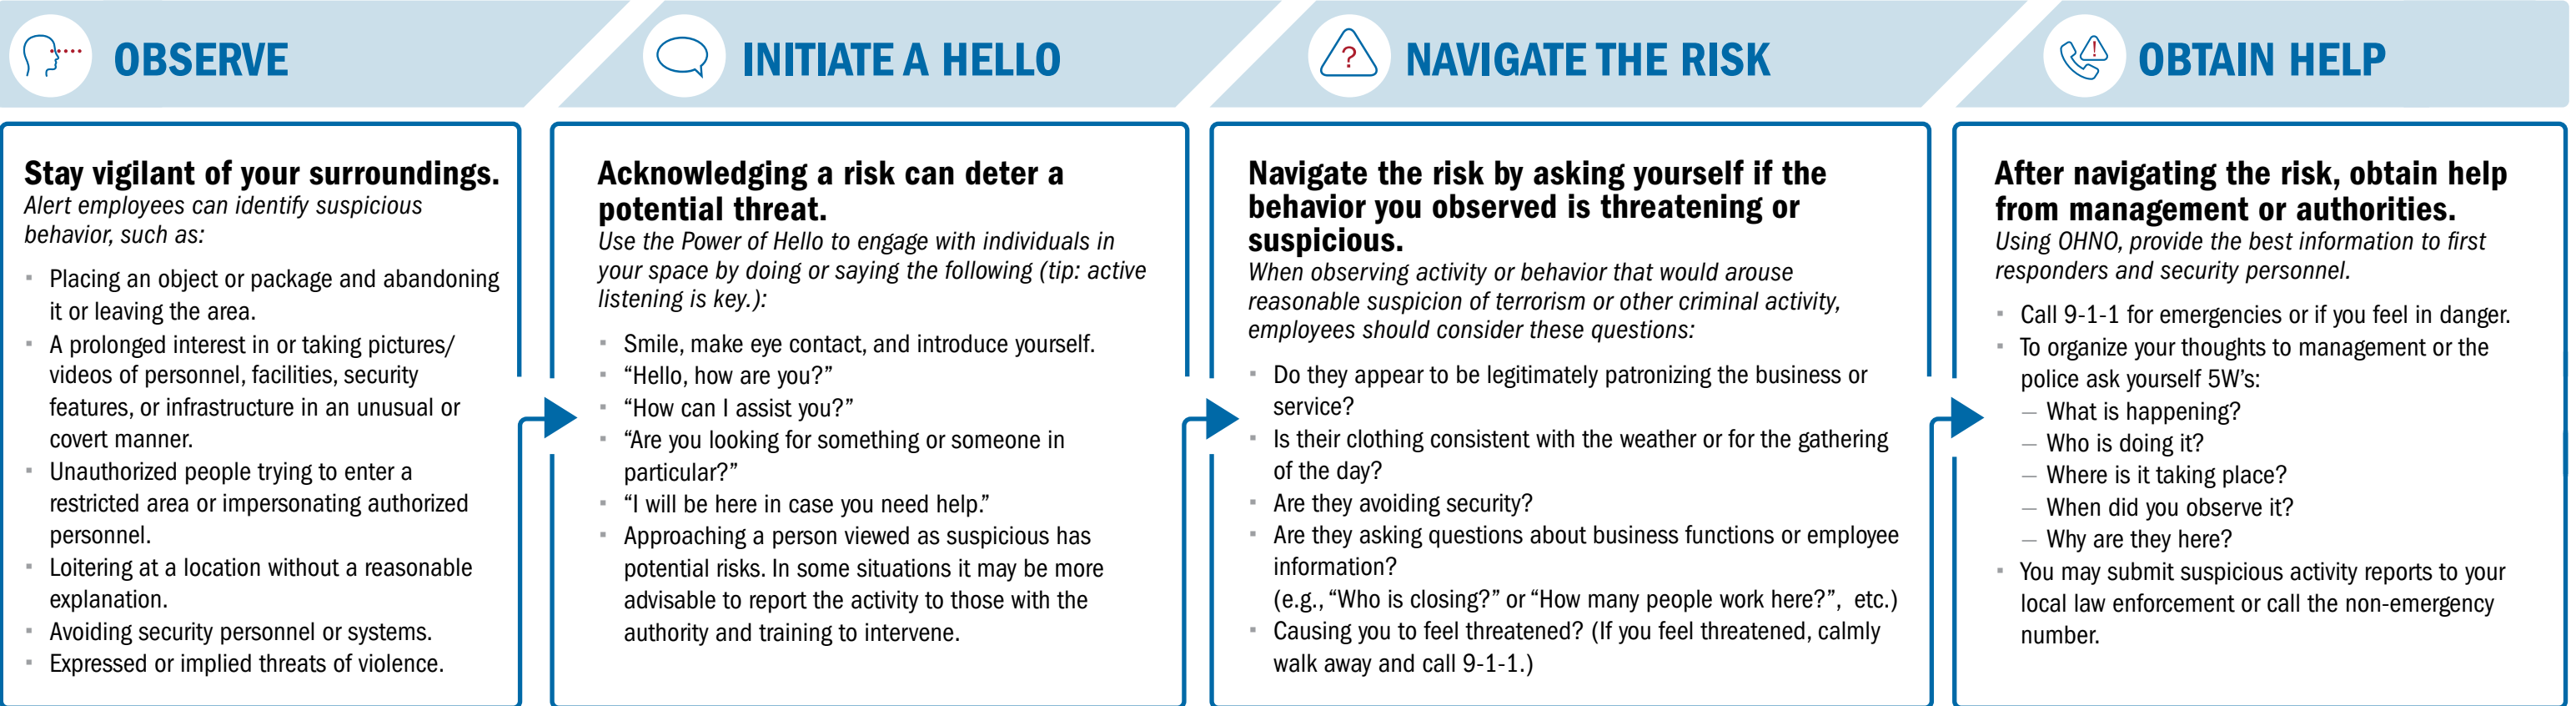 OBSERVE
Stay vigilant of your surroundings.
Alert employees can identify suspicious
behavior, such as:
▪ Placing an object or package and abandoning
it or leaving the area.
▪ A prolonged interest in or taking pictures/
videos of personnel, facilities, security
features, or infrastructure in an unusual or
covert manner.
▪ Unauthorized people trying to enter a
restricted area or impersonating authorized
personnel.
▪ Loitering at a location without a reasonable
explanation.
▪ Avoiding security personnel or systems.
▪ Expressed or implied threats of violence.
INITIATE A HELLO
Acknowledging a risk can deter a
potential threat.
Use the Power of Hello to engage with individuals in
your space by doing or saying the following (tip: active
listening is key.):
▪ Smile, make eye contact, and introduce yourself.
▪ “Hello, how are you?”
▪ “How can I assist you?”
▪ “Are you looking for something or someone in
particular?”
▪ “I will be here in case you need help.”
▪ Approaching a person viewed as suspicious has
potential risks. In some situations it may be more
advisable to report the activity to those with the
authority and training to intervene.
?
NAVIGATE THE RISK
Navigate the risk by asking yourself if the
behavior you observed is threatening or
suspicious.
When observing activity or behavior that would arouse
reasonable suspicion of terrorism or other criminal activity,
employees should consider these questions:
▪ Do they appear to be legitimately patronizing the business or
service?
▪ Is their clothing consistent with the weather or for the gathering
of the day?
▪ Are they avoiding security?
▪ Are they asking questions about business functions or employee
information?
(e.g., “Who is closing?” or “How many people work here?”, etc.)
▪ Causing you to feel threatened? (If you feel threatened, calmly
walk away and call 9-1-1.)
!
OBTAIN HELP
After navigating the risk, obtain help
from management or authorities.
Using OHNO, provide the best information to first
responders and security personnel.
▪ Call 9-1-1 for emergencies or if you feel in danger.
▪ To organize your thoughts to management or the
police ask yourself 5W’s:
– What is happening?
– Who is doing it?
– Where is it taking place?
– When did you observe it?
– Why are they here?
▪ You may submit suspicious activity reports to your
local law enforcement or call the non-emergency
number.